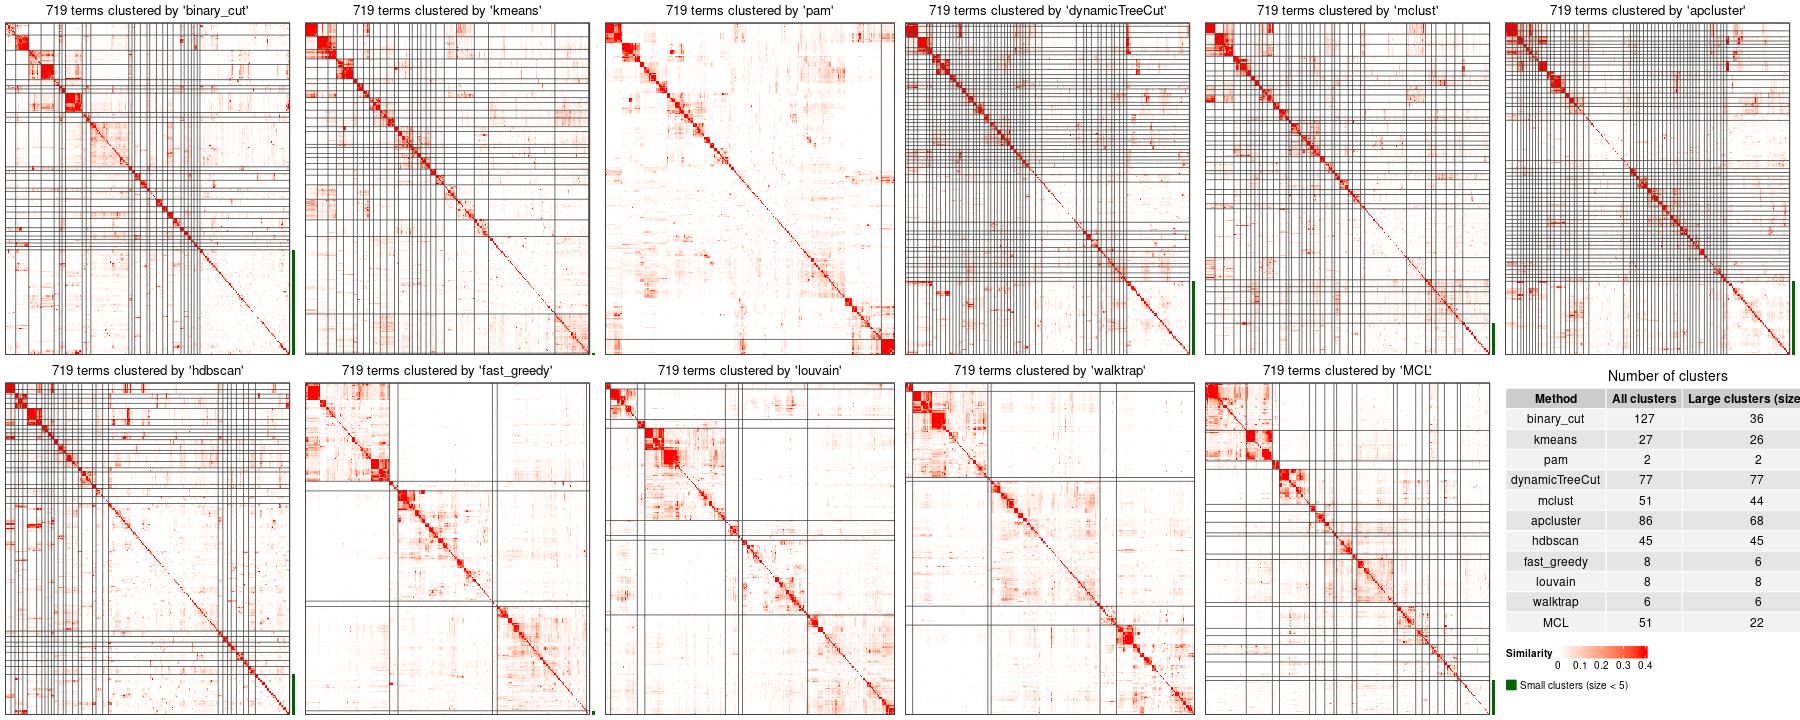 719 terms clustered by 'binary_cut'
719 terms clustered by 'kmeans'
719 terms clustered by 'pam'
719 terms clustered by 'dynamicTreeCut'
719 terms clustered by 'mclust'
719 terms clustered by 'apcluster'
719 terms clustered by 'hdbscan'
719 terms clustered by 'fast_greedy'
719 terms clustered by 'louvain'
719 terms clustered by 'walktrap'
719 terms clustered by 'MCL'
Number of clusters
Method All clusters Large clusters (size
binary_cut 127 36
kmeans 27 26
pam 2 2
dynamicTreeCut 77 77
mclust 51 44
apcluster 86 68
hdbscan 45 45
fast_greedy 8 6
louvain 8 8
walktrap 6 6
MCL 51 22
Similarity
0 0.1 0.2 0.3 0.4
Small clusters (size < 5)